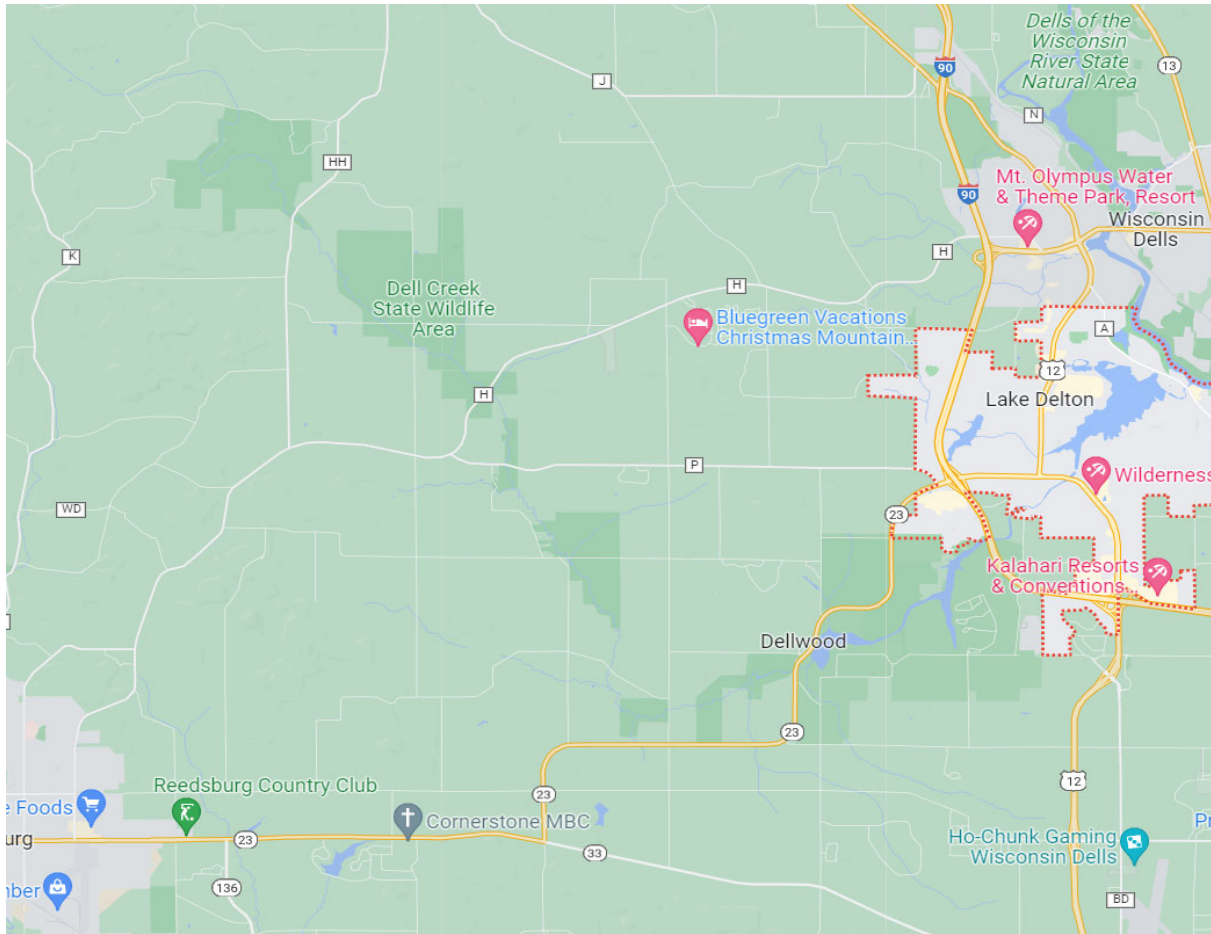 Dells of the
Wisconsin
River State
Natural Area
90
13
J
N
HH
Mt. Olympus Water
& Theme Park, Resort
90
Wisconsin
Dells
K
H
Dell Creek
State Wildlife
Area
H
Bluegreen Vacations
Christmas Mountain...
A
12
H
Lake Delton
P
Wilderness
WD
23
Kalahari Resorts
& Conventions...
Dellwood
23
12
Reedsburg Country Club
23
e Foods
Cornerstone MBC
Pr
urg
23
33
Ho-Chunk Gaming
Wisconsin Dells
136
nber
BD